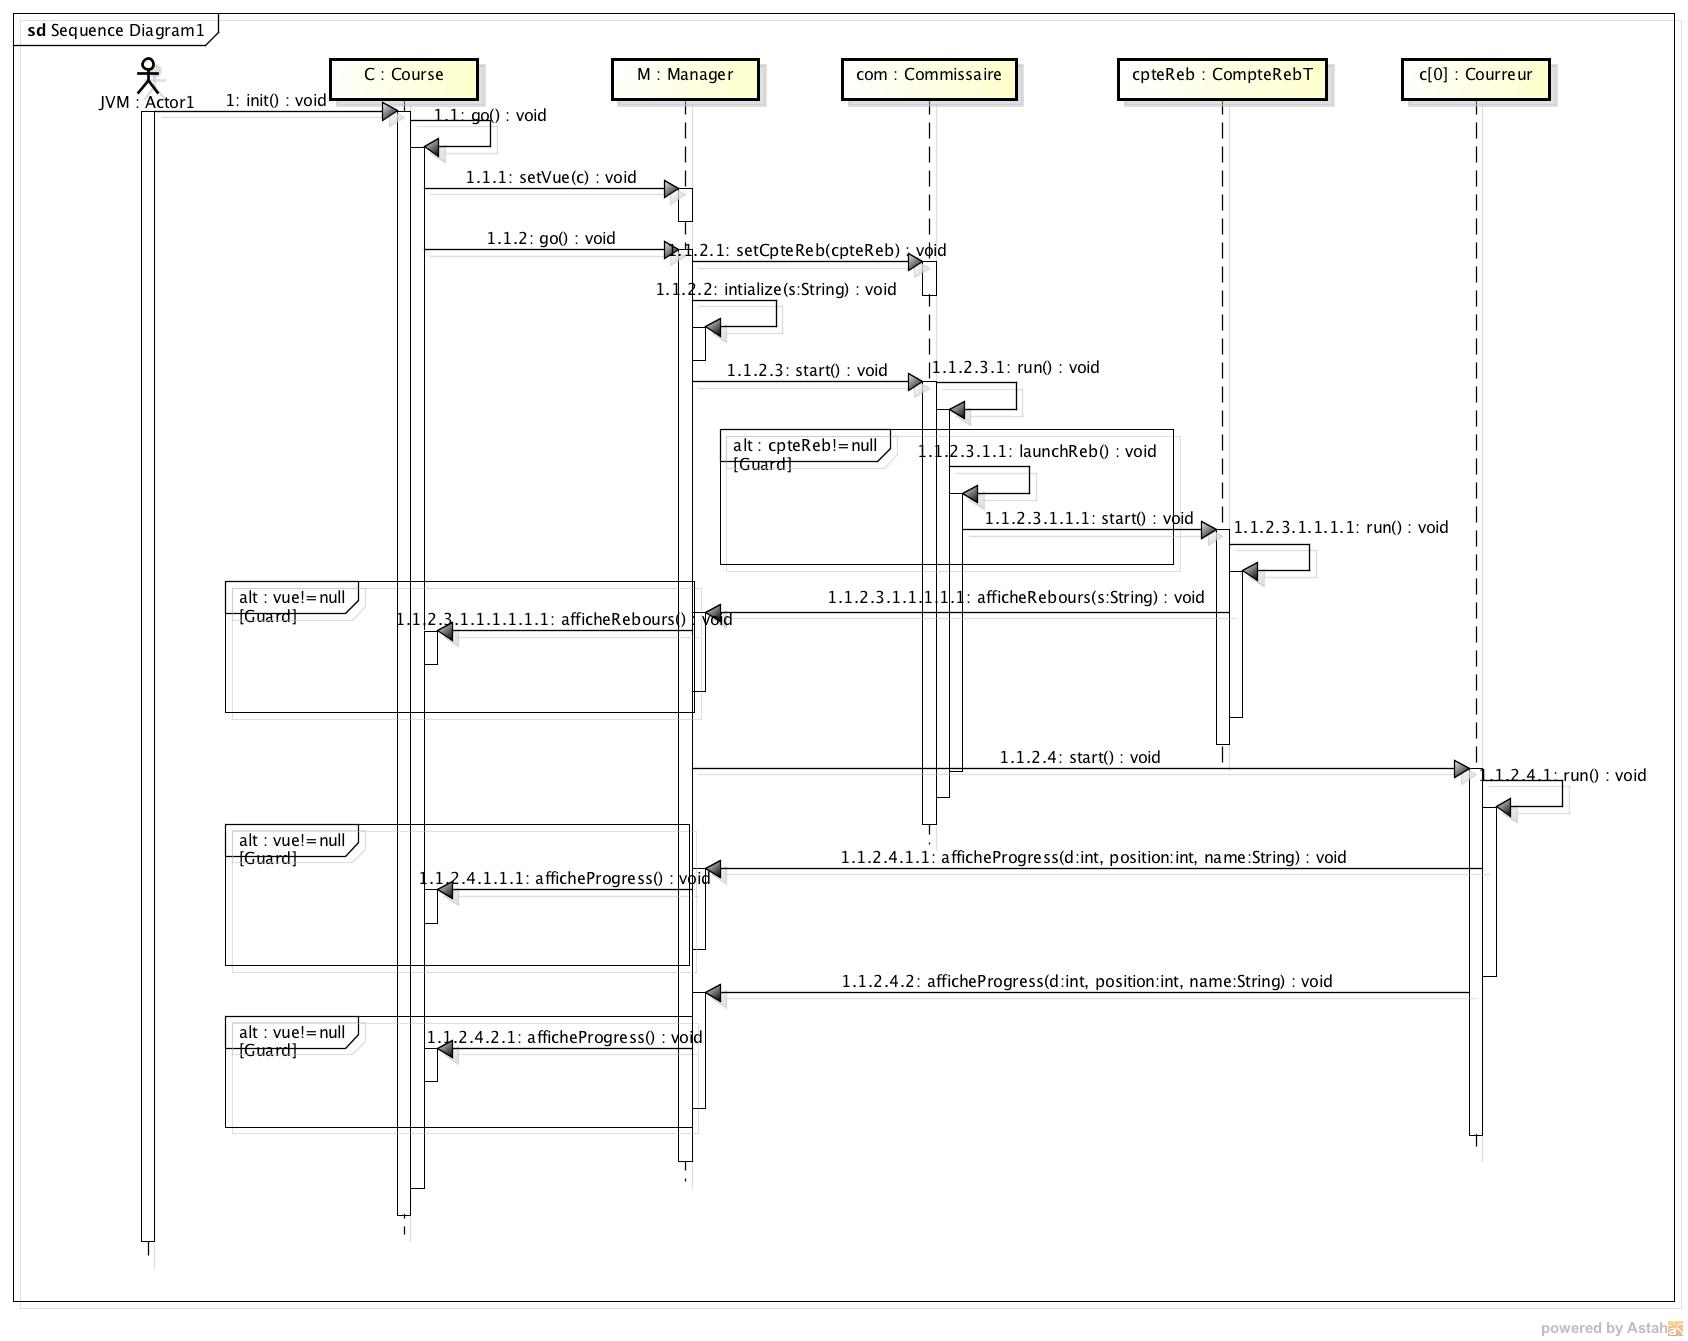 sd Sequence Diagram1
C : Course
M : Manager
com : Commissaire
cpteReb : CompteRebT
c[0] : Courreur
JVM : Actor1
1: init() : void
1.1: go() : void
1.1.1: setVue(c) : void
1.1.2: go() : void
1.1.2.1: setCpteReb(cpteReb) : void
1.1.2.2: intialize(s:String) : void
1.1.2.3: start() : void
1.1.2.3.1: run() : void
alt : cpteReb!=null
[Guard]
1.1.2.3.1.1: launchReb() : void
1.1.2.3.1.1.1: start() : void
1.1.2.3.1.1.1.1: run() : void
alt : vue!=null
[Guard]
1.1.2.3.1.1.1.1.1: afficheRebours(s:String) : void
1.1.2.3.1.1.1.1.1.1: afficheRebours() : void
1.1.2.4: start() : void
1.1.2.4.1: run() : void
alt : vue!=null
[Guard]
1.1.2.4.1.1: afficheProgress(d:int, position:int, name:String) : void
1.1.2.4.1.1.1: afficheProgress() : void
1.1.2.4.2: afficheProgress(d:int, position:int, name:String) : void
alt : vue!=null
[Guard]
1.1.2.4.2.1: afficheProgress() : void
powered by Astah